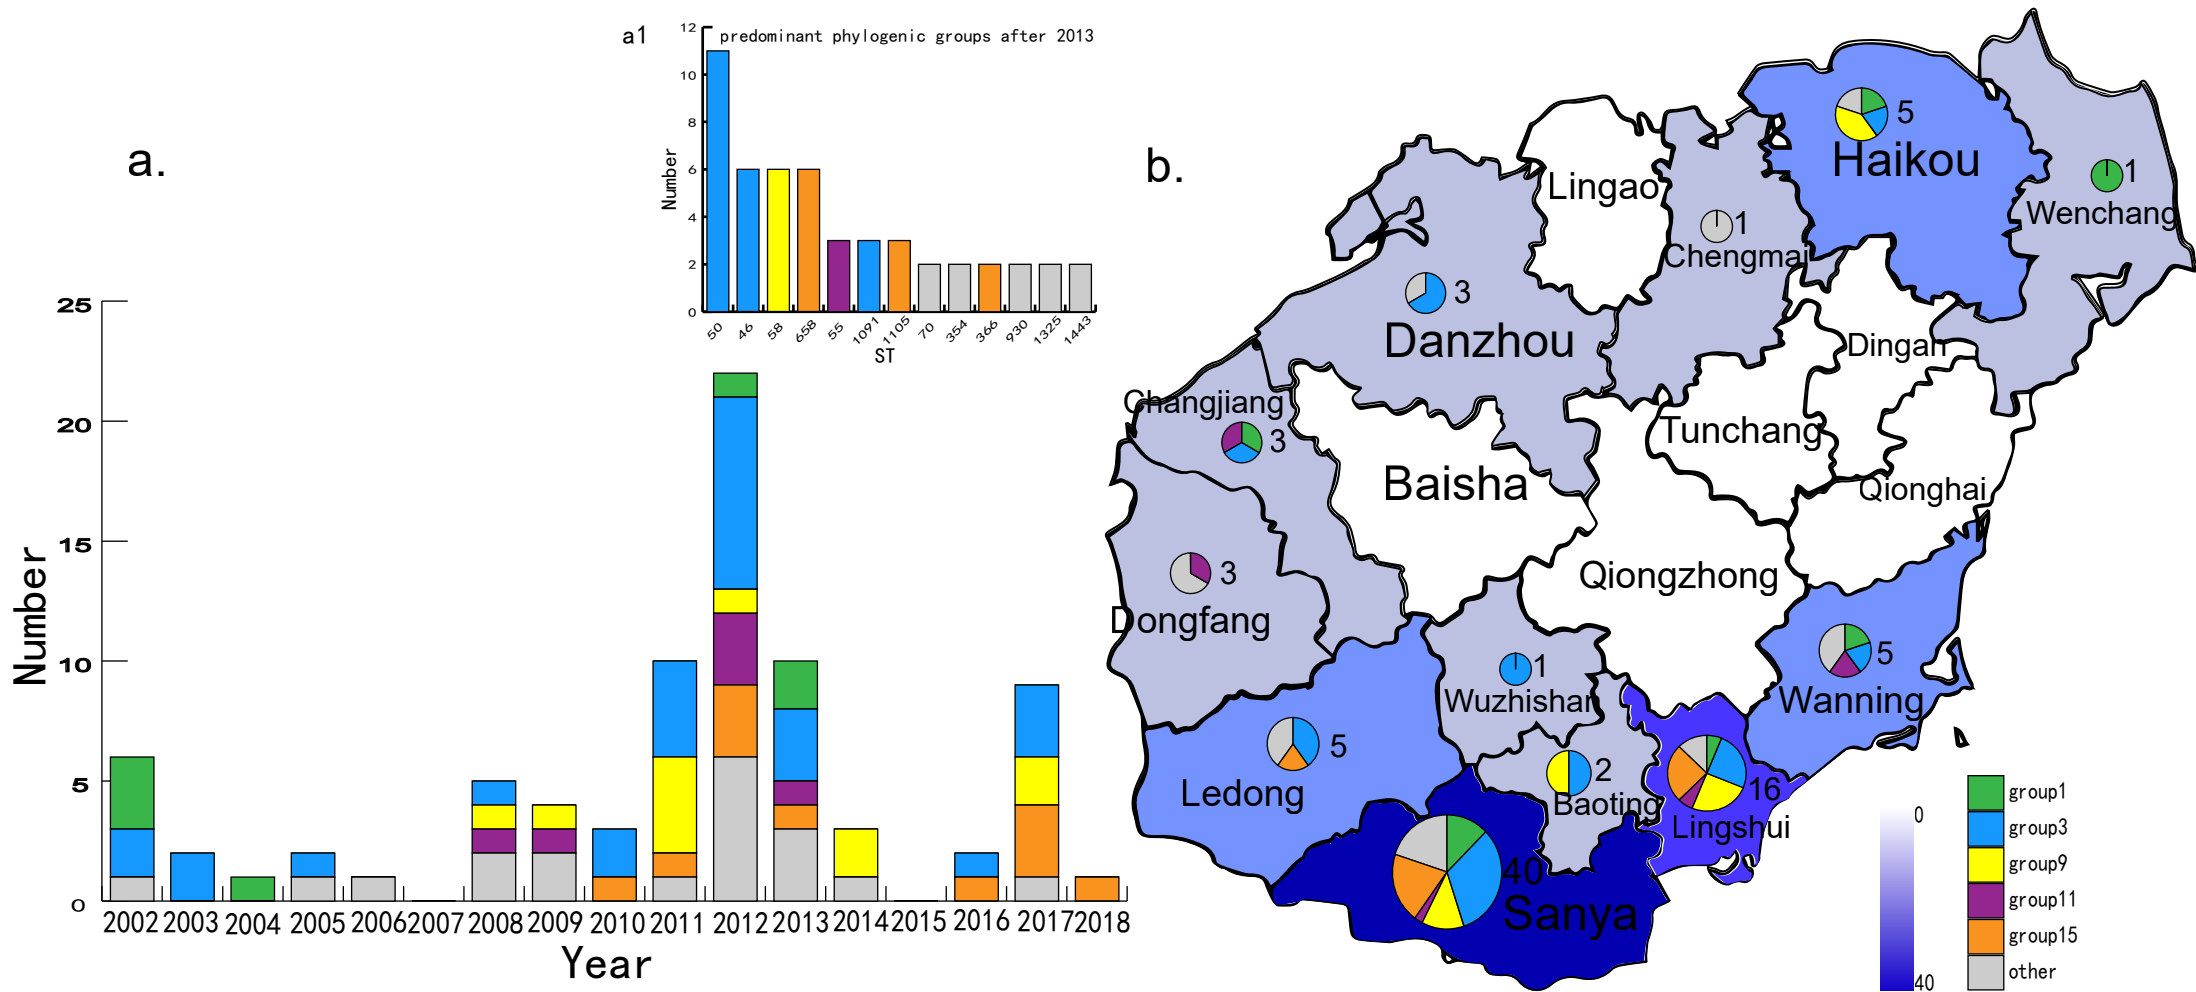 a1
predominant phylogenic groups after 2013
12
10
8
6
4
2
0
Number
50
46
58
658
55
1091
1105
70
354
366
930
1325
1443
ST
a.
25
20
15
10
5
0
Number
2002
2003
2004
2005
2006
2007
2008
2009
2010
2011
2012
2013
2014
2015
2016
2017
2018
Year
b.
5
Haikou
1
Wenchang
Lingao
1
Chengmai
3
Danzhou
Dingan
Changjiang
3
Tunchang
Baisha
Qionghai
3
Dongfang
Qiongzhong
1
Wuzhishan
5
Wanning
5
Ledong
2
Baoting
16
Lingshui
40
Sanya
0
40
group1
group3
group9
group11
group15
other